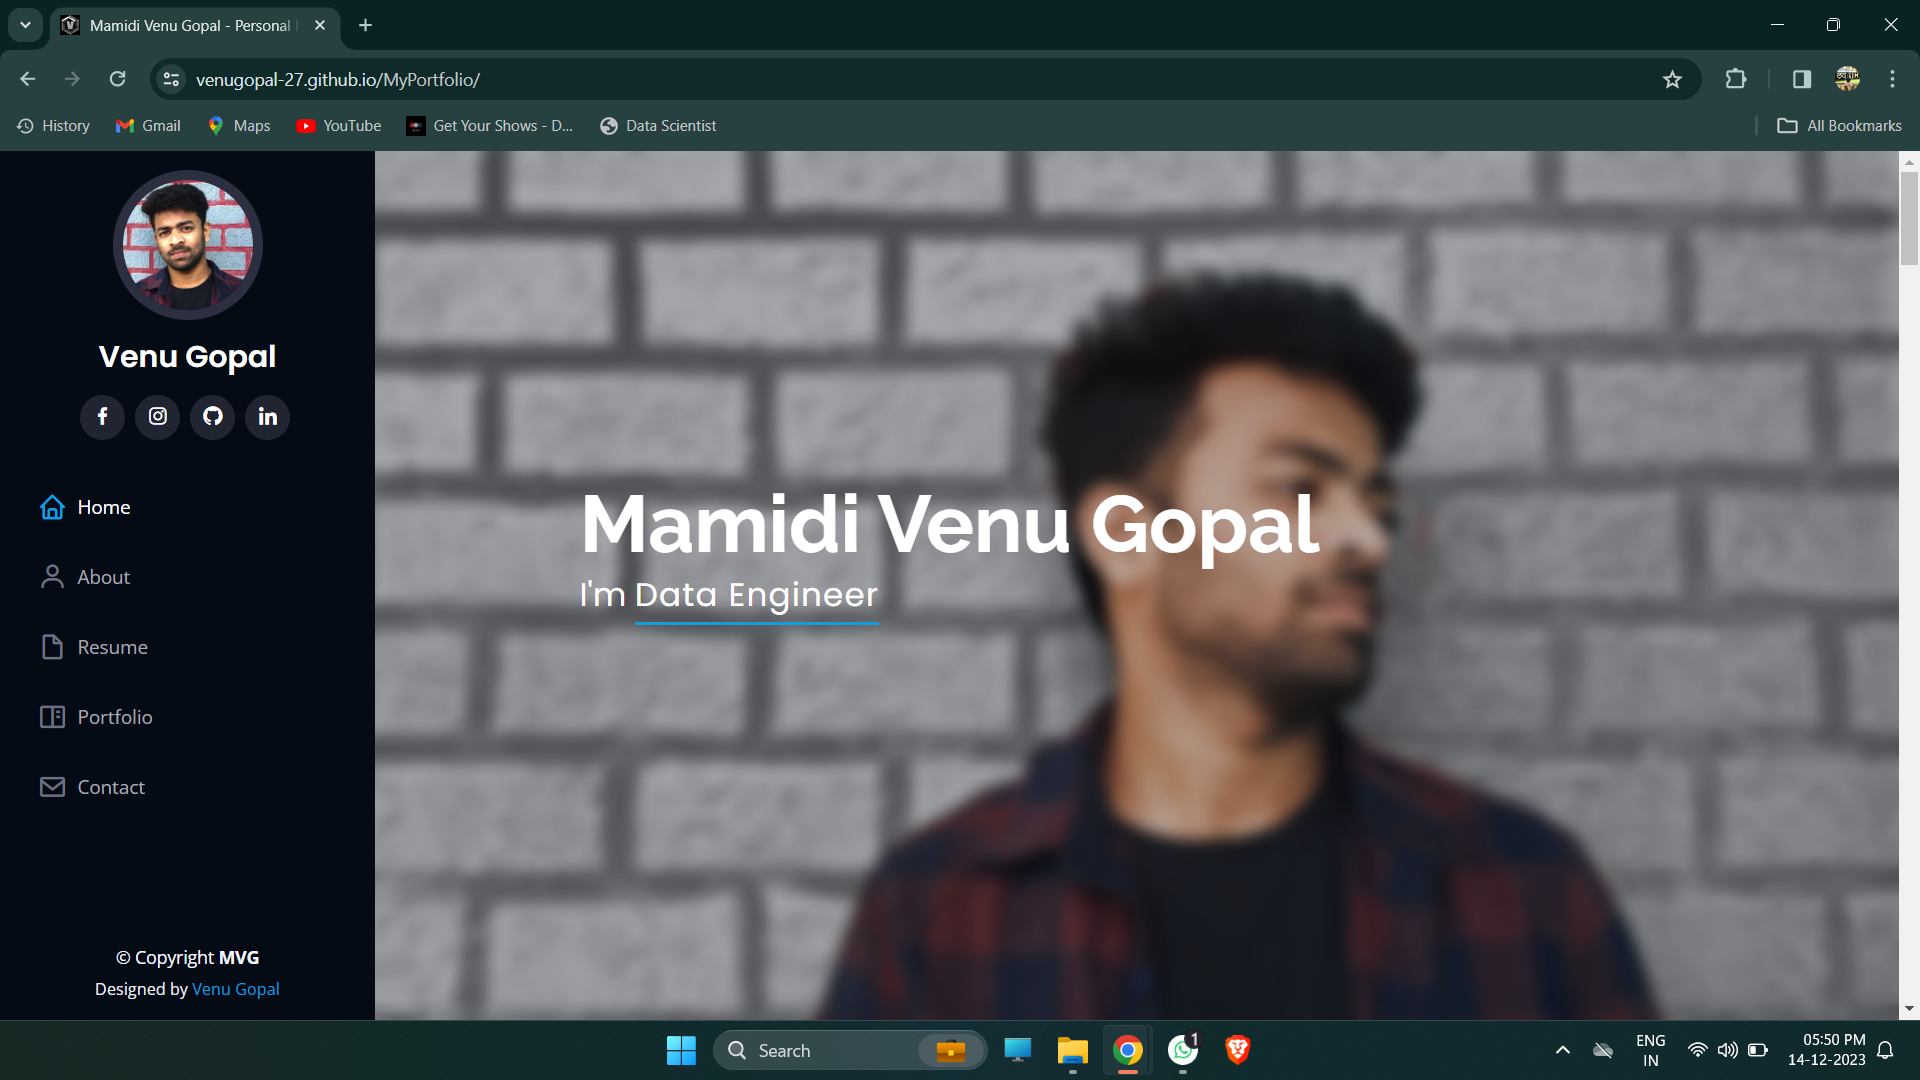 Mamidi Venu Gopal - Personal
venugopal-27.github.io/MyPortfolio/
History
Gmail
Maps
YouTube
Get Your Shows - D...
Data Scientist
All Bookmarks
Venu Gopal
Home
About
Resume
Portfolio
Contact
© Copyright MVG
Designed by Venu Gopal
Mamidi Venu Gopal
I'm Data Engineer
Search
1
ENG
IN
05:50 PM
14-12-2023